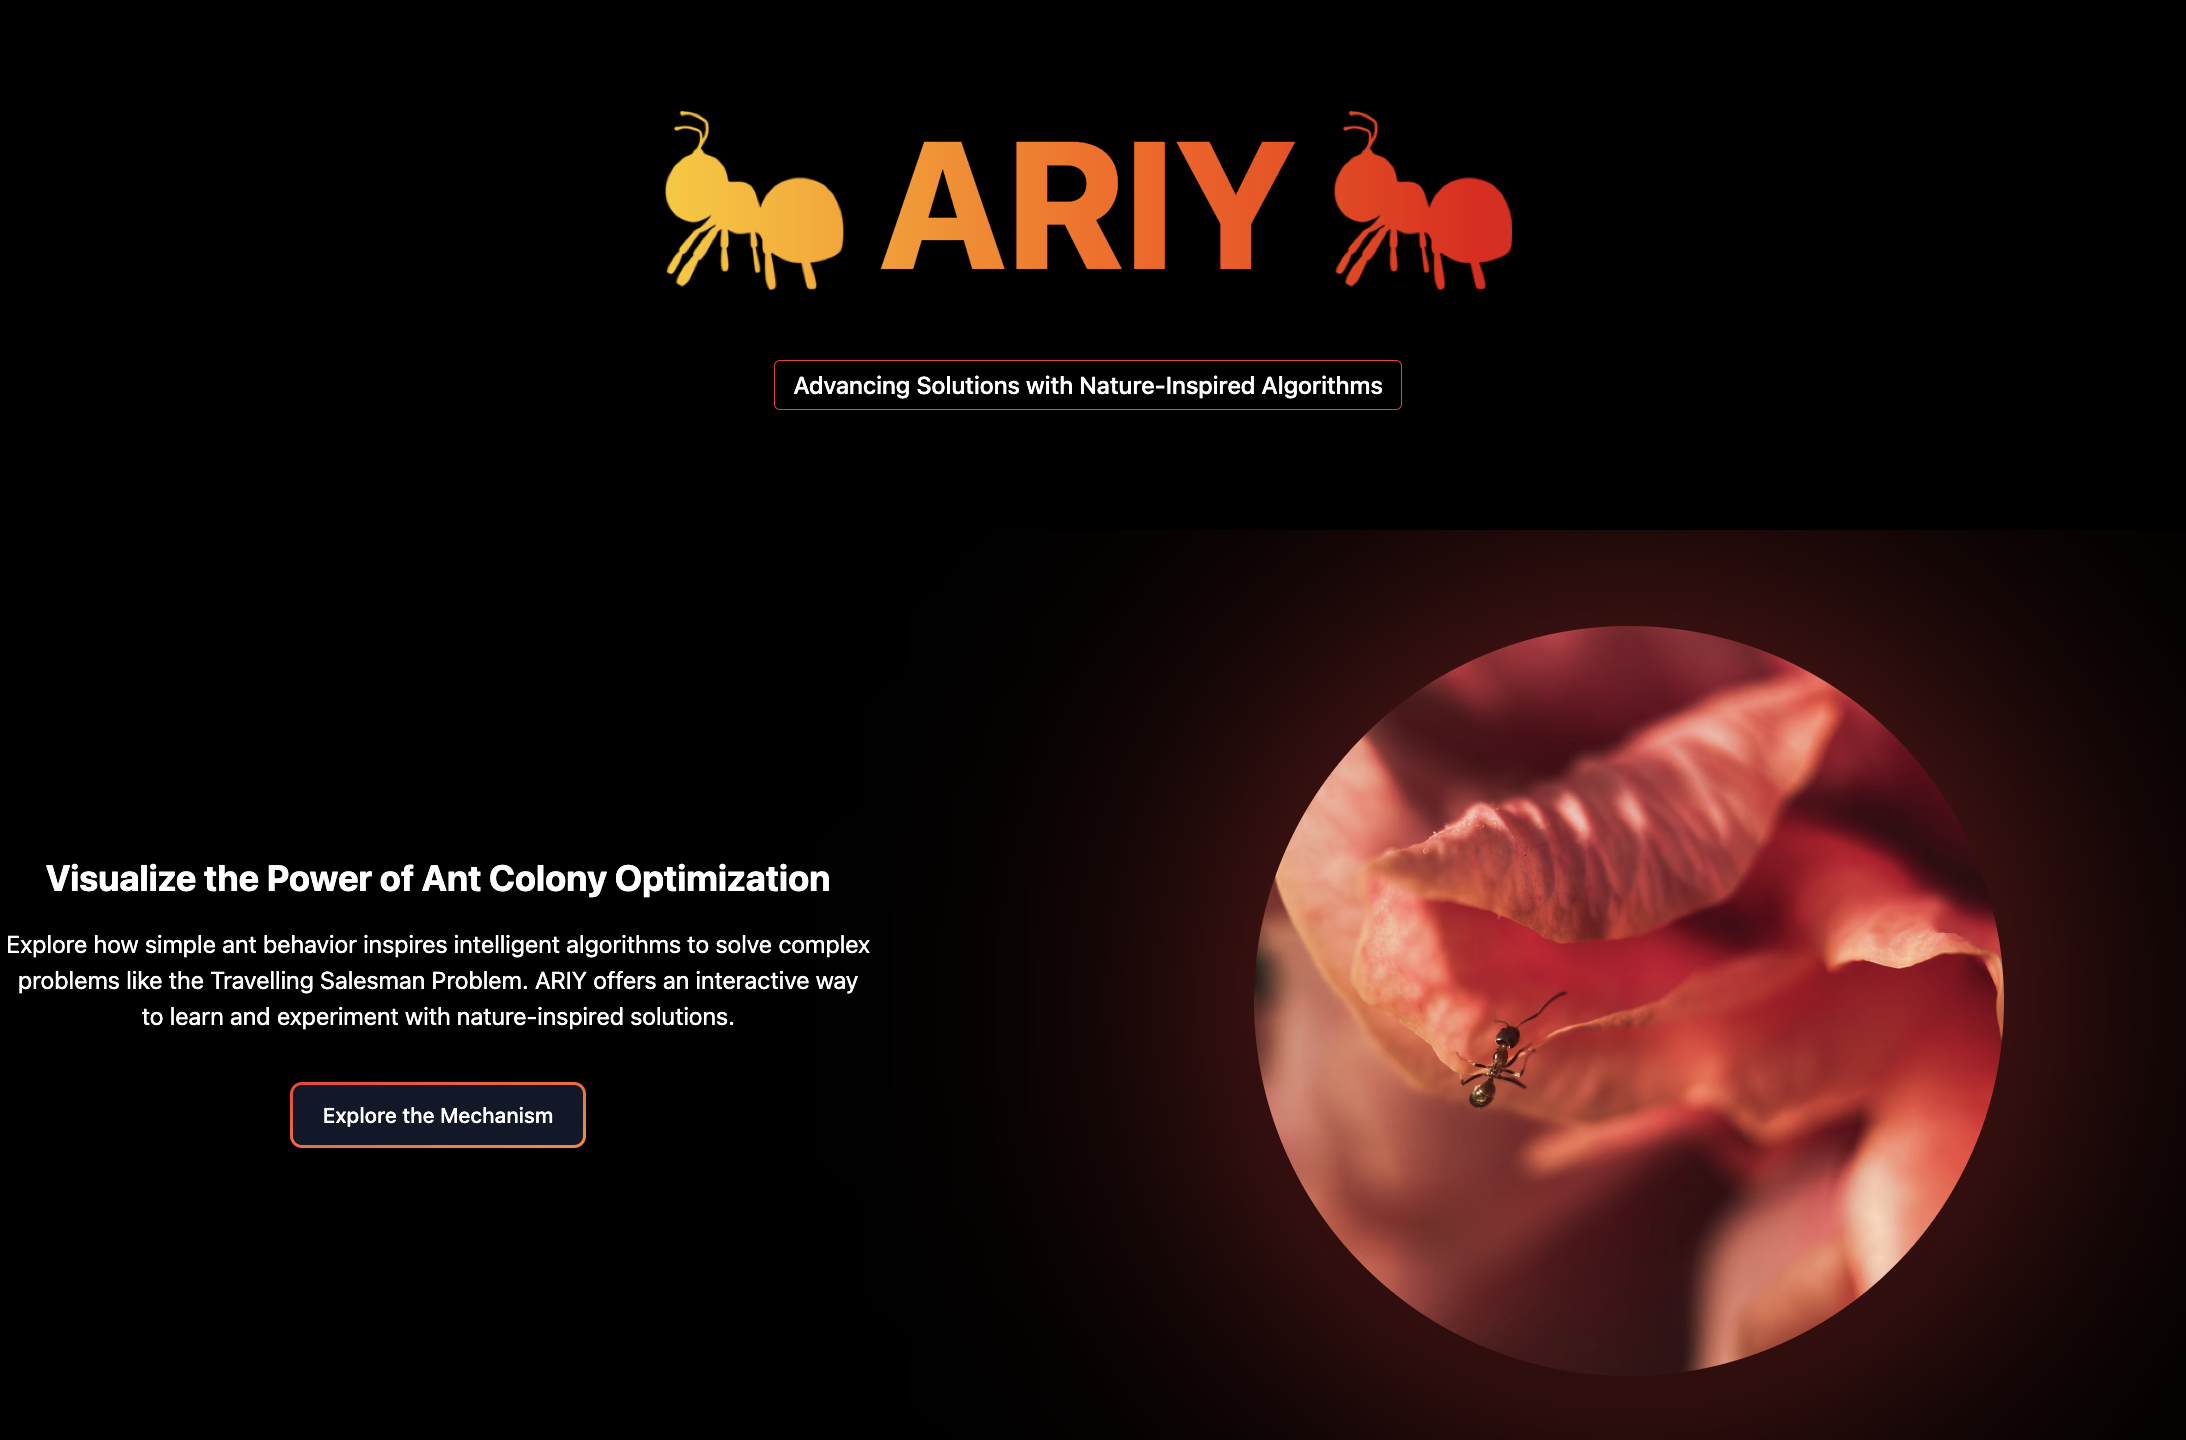 ARIY
Advancing Solutions with Nature-Inspired Algorithms
Visualize the Power of Ant Colony Optimization
Explore how simple ant behavior inspires intelligent algorithms to solve complex
problems like the Travelling Salesman Problem. ARIY offers an interactive way
to learn and experiment with nature-inspired solutions.
Explore the Mechanism